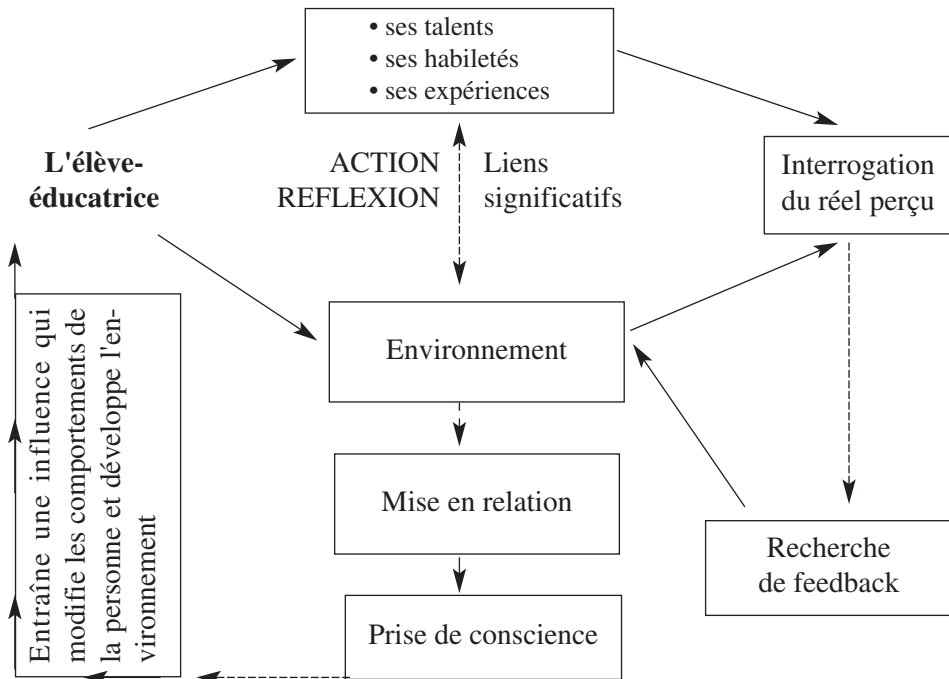 • ses talents
• ses habiletés
• ses expériences
L'élève-
éducatrice
ACTION
REFLEXION
Liens
significatifs
Interrogation
du réel perçu
Environnement
Mise en relation
Recherche
de feedback
Prise de conscience
Entraîne une influence qui
modifie les comportements de
la personne et développe l'en-
vironnement